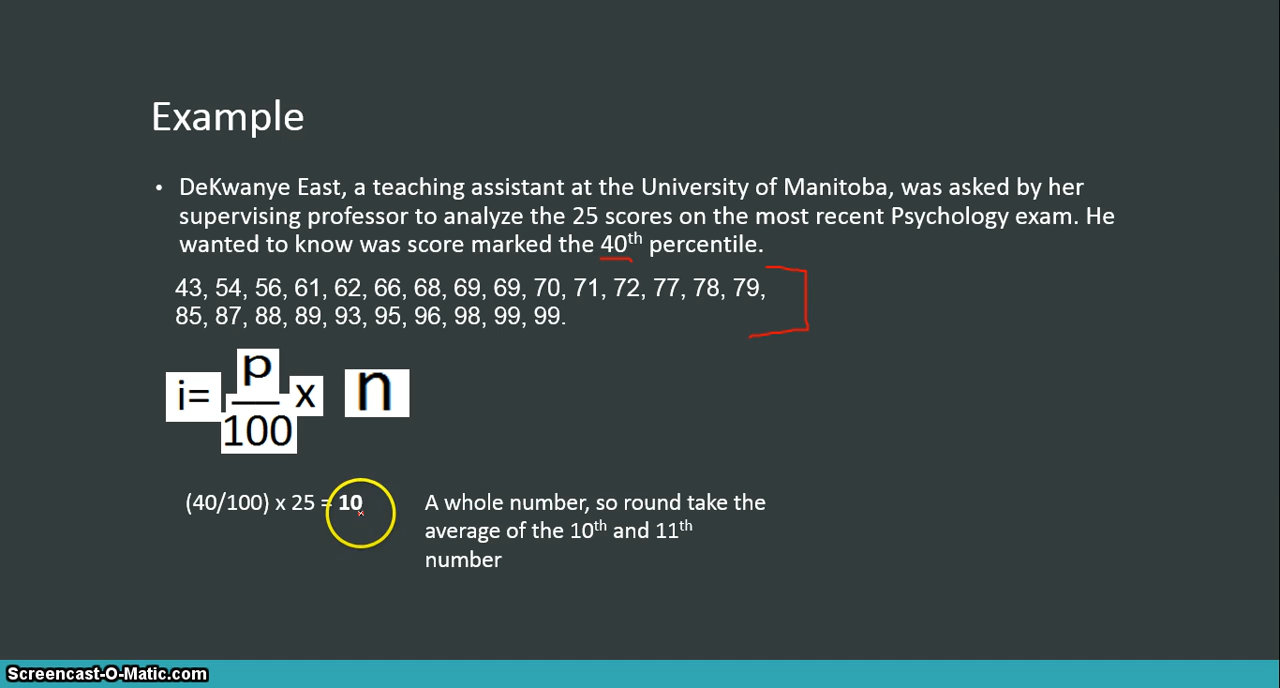 Example
• DeKwanye East, a teaching assistant at the University of Manitoba, was asked by her
supervising professor to analyze the 25 scores on the most recent Psychology exam. He
wanted to know was score marked the 40th percentile.
43, 54, 56, 61, 62, 66, 68, 69, 69, 70, 71, 72, 77, 78, 79,
85, 87, 88, 89, 93, 95, 96, 98, 99, 99.
i= p/100 x n
(40/100) x 25 = 10
A whole number, so round take the
average of the 10th and 11th
number
Screencast-O-Matic.com